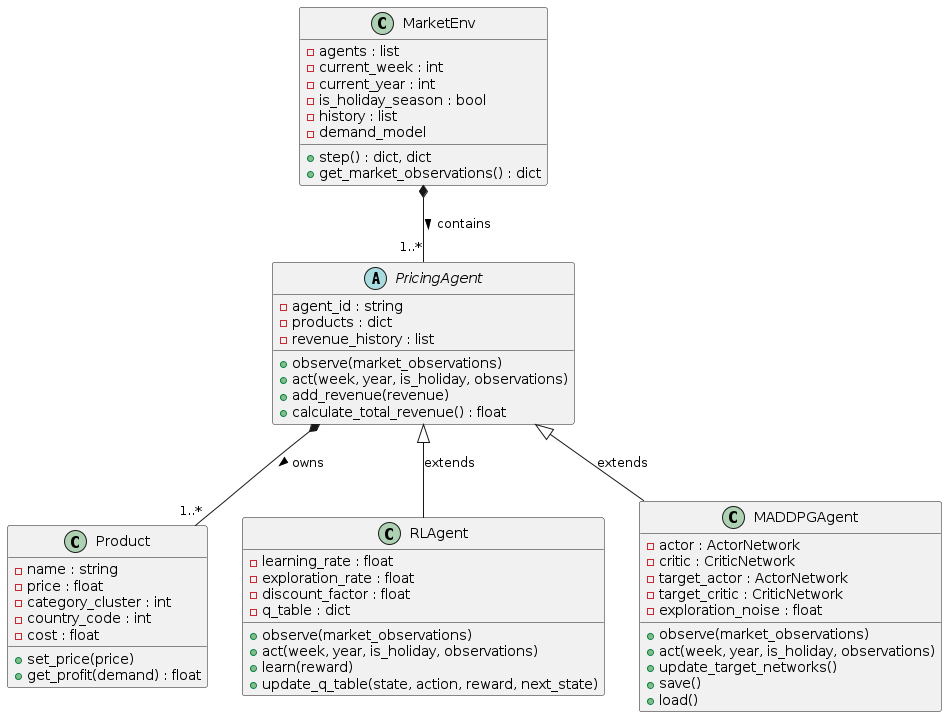 C MarketEnv
agents : list
current_week : int
current_year : int
is_holiday_season : bool
history : list
demand_model
step() : dict, dict
get_market_observations() : dict
contains
1..*
A PricingAgent
agent_id : string
products : dict
revenue_history : list
observe(market_observations)
act(week, year, is_holiday, observations)
add_revenue(revenue)
calculate_total_revenue() : float
owns
extends
extends
1..*
C Product
name : string
price : float
category_cluster : int
country_code : int
cost : float
set_price(price)
get_profit(demand) : float
C RLAgent
learning_rate : float
exploration_rate : float
discount_factor : float
q_table : dict
observe(market_observations)
act(week, year, is_holiday, observations)
learn(reward)
update_q_table(state, action, reward, next_state)
C MADDPGAgent
actor : ActorNetwork
critic : CriticNetwork
target_actor : ActorNetwork
target_critic : CriticNetwork
exploration_noise : float
observe(market_observations)
act(week, year, is_holiday, observations)
update_target_networks()
save()
load()